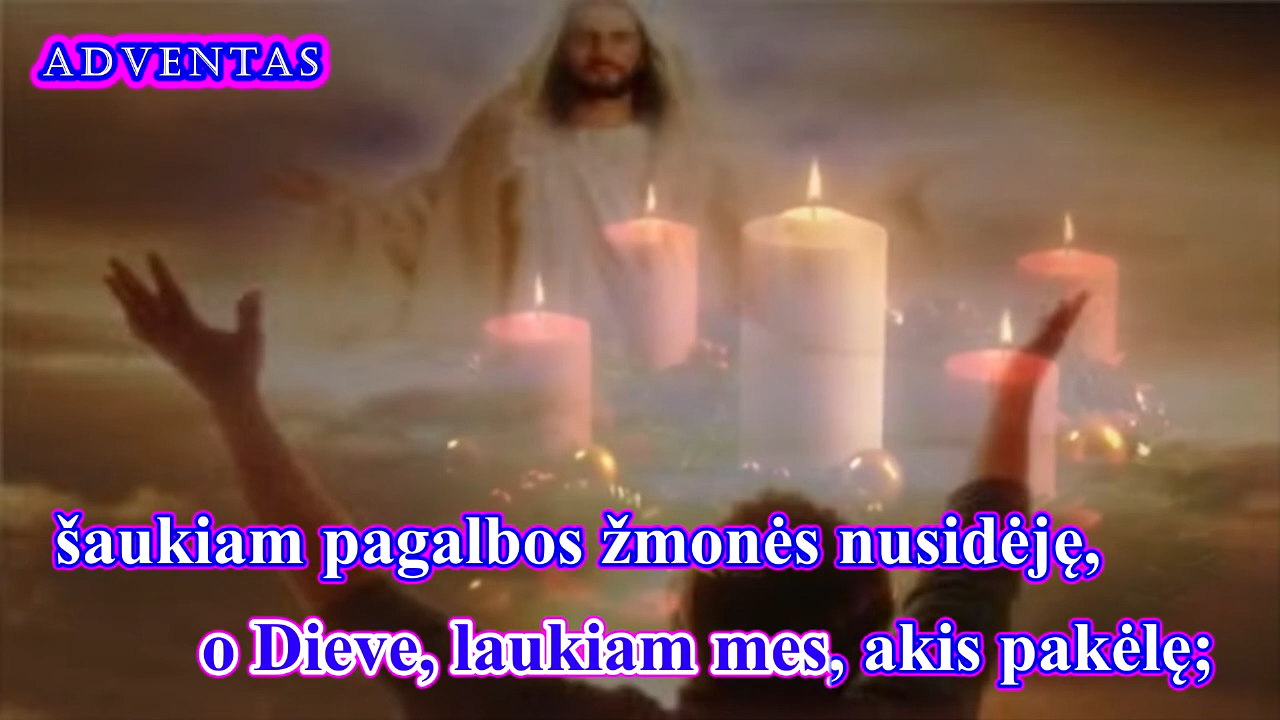 ADVENTAS
šaukiam pagalbos žmonės nusidėję,
o Dieve, laukiam mes, akis pakėlę;